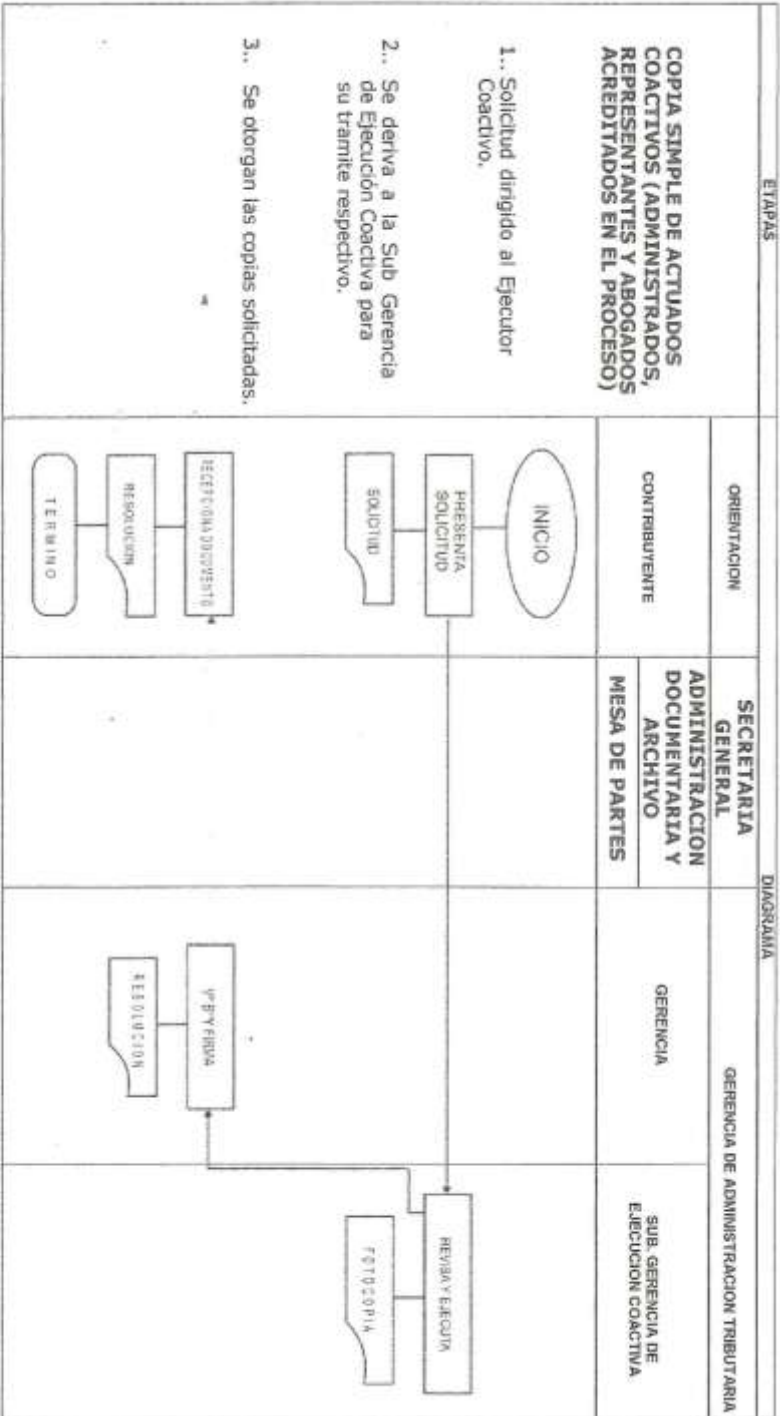 ETAPAS
DIAGRAMA
COPIA SIMPLE DE ACTUADOS
COACTIVOS (ADMINISTRADOS,
REPRESENTANTES Y ABOGADOS
ACREDITADOS EN EL PROCESO)
1.. Solicitud dirigido al Ejecutor
Coactivo.
2.. Se deriva a la Sub Gerencia
de Ejecución Coactiva para
su tramite respectivo.
3.. Se otorgan las copias solicitadas.
ORIENTACION
CONTRIBUYENTE
SECRETARIA
GENERAL
ADMINISTRACION
DOCUMENTARIA Y
ARCHIVO
MESA DE PARTES
GERENCIA DE ADMINISTRACION TRIBUTARIA
GERENCIA
SUB. GERENCIA DE
EJECUCION COACTIVA
INICIO
PRESENTA
SOLICITUD
SOLICITUD
RECEPCIONA DOCUMENTO
RESOLUCION
TERMINO
Vº Bº Y FIRMA
RESOLUCION
REVISA Y EJECUTA
FOTOCOPIA